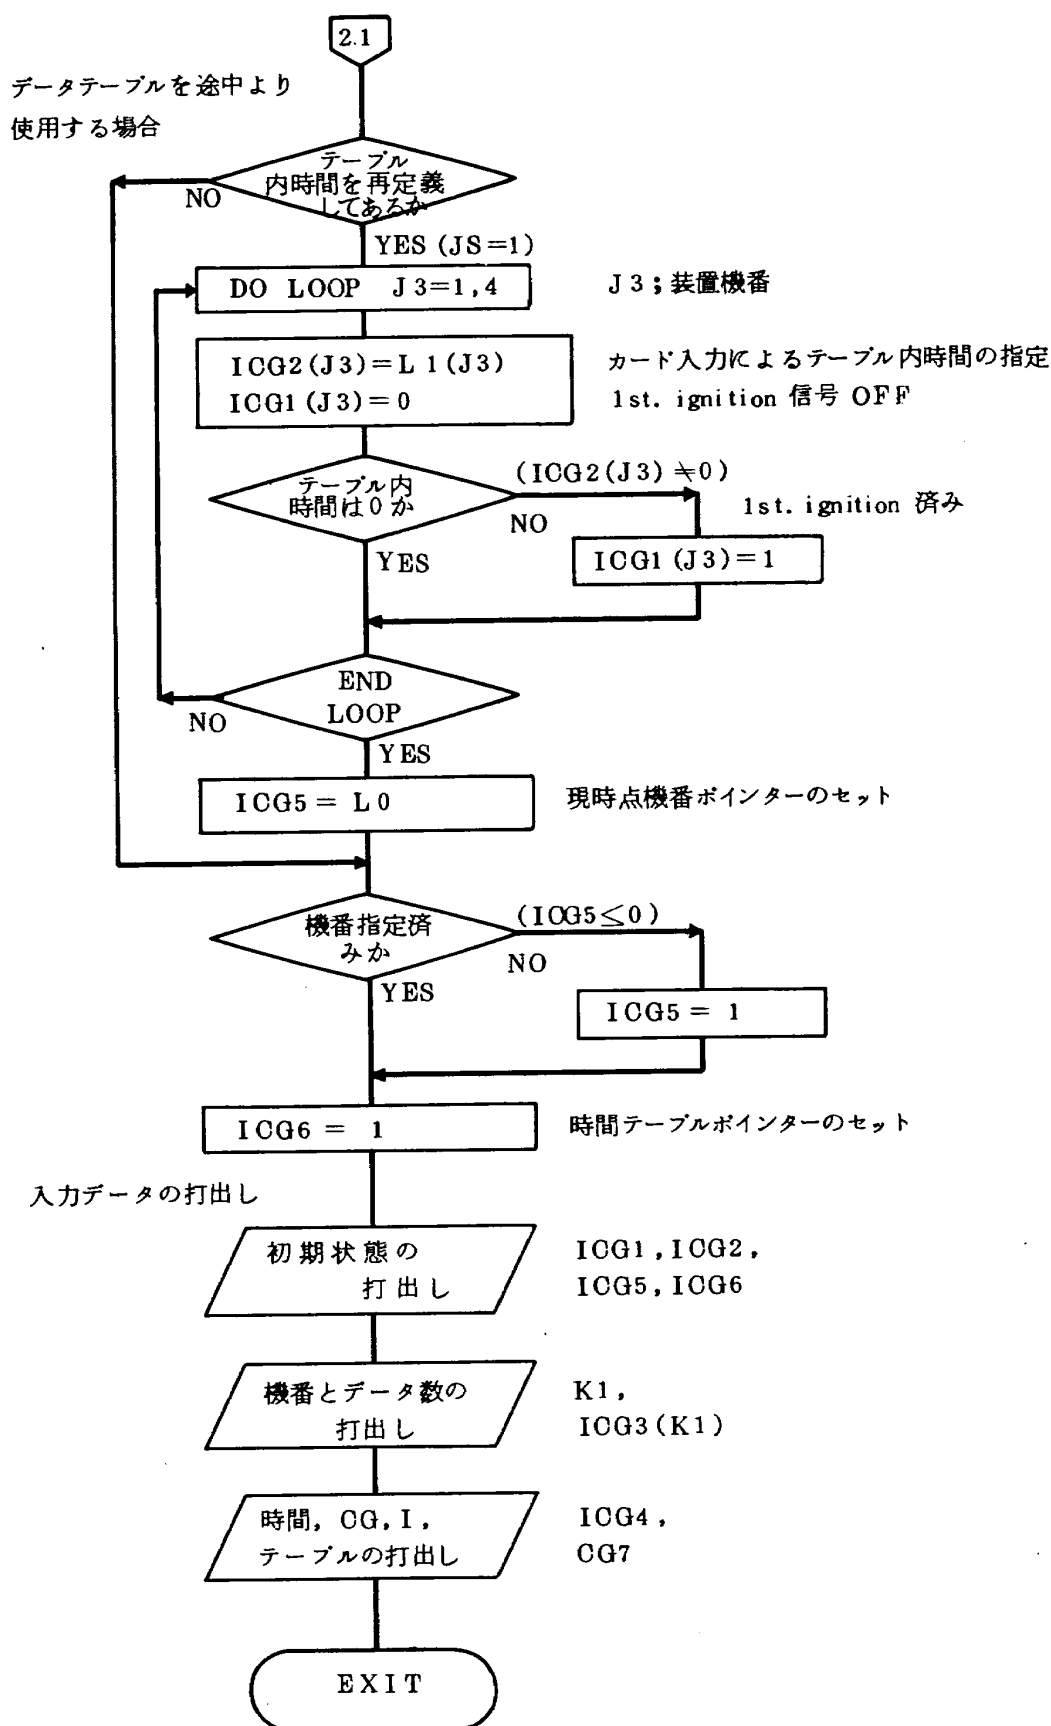 2.1
データテーブルを途中より
使用する場合
テーブル
内時間を再定義
してあるか
NO
YES (JS=1)
DO LOOP J3=1,4
J3;装置機番
ICG2(J3)=L1(J3)
ICG1(J3)=0
カード入力によるテーブル内時間の指定
1st. ignition 信号 OFF
テーブル内
時間は0か
(ICG2(J3)≠0)
NO
1st. ignition 済み
YES
ICG1(J3)=1
END
LOOP
NO
YES
ICG5 = L0
現時点機番ポインターのセット
機番指定済
みか
(ICG5≤0)
NO
YES
ICG5 = 1
ICG6 = 1
時間テーブルポインターのセット
入力データの打出し
初期状態の
打出し
ICG1, ICG2,
ICG5, ICG6
機番とデータ数の
打出し
K1,
ICG3(K1)
時間, CG, I,
テーブルの打出し
ICG4,
CG7
EXIT